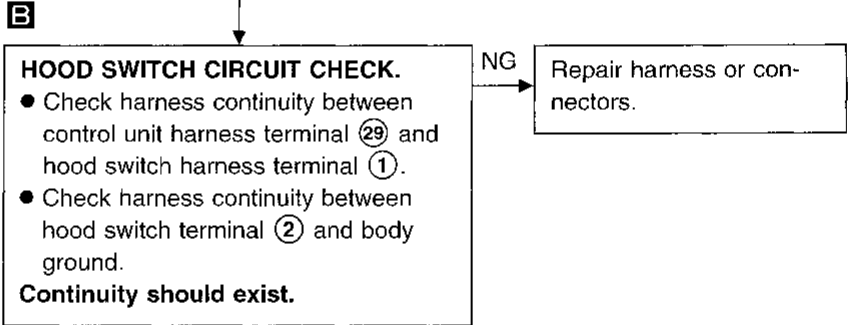 B
HOOD SWITCH CIRCUIT CHECK.
● Check harness continuity between
control unit harness terminal ㉙ and
hood switch harness terminal ①.
● Check harness continuity between
hood switch terminal ② and body
ground.
Continuity should exist.
NG
Repair harness or con-
nectors.